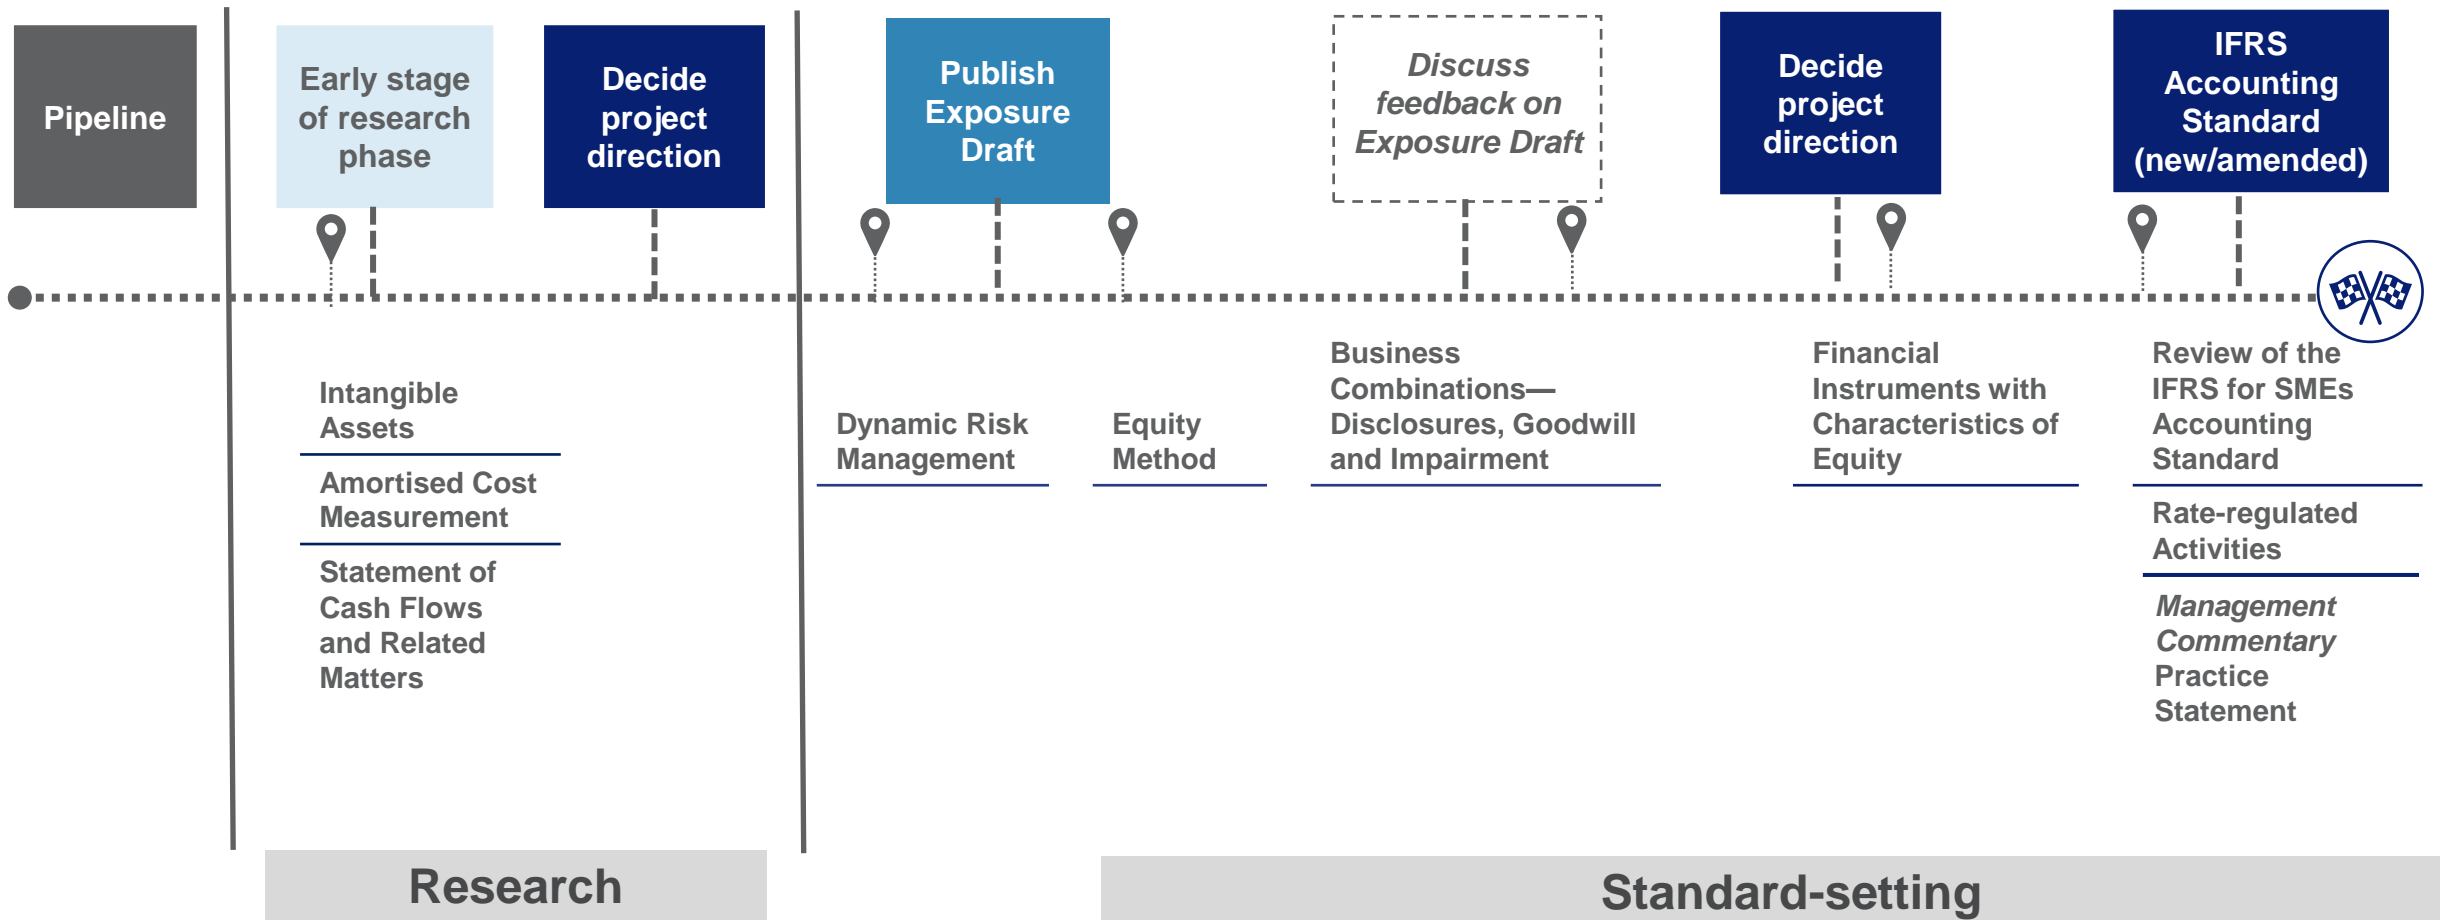 Pipeline
Early stage
of research
phase
Decide
project
direction
Publish
Exposure
Draft
Discuss
feedback on
Exposure Draft
Decide
project
direction
IFRS
Accounting
Standard
(new/amended)
Intangible
Assets
Amortised Cost
Measurement
Statement of
Cash Flows
and Related
Matters
Dynamic Risk
Management
Equity
Method
Business
Combinations—
Disclosures, Goodwill
and Impairment
Financial
Instruments with
Characteristics of
Equity
Review of the
IFRS for SMEs
Accounting
Standard
Rate-regulated
Activities
Management
Commentary
Practice
Statement
Research
Standard-setting